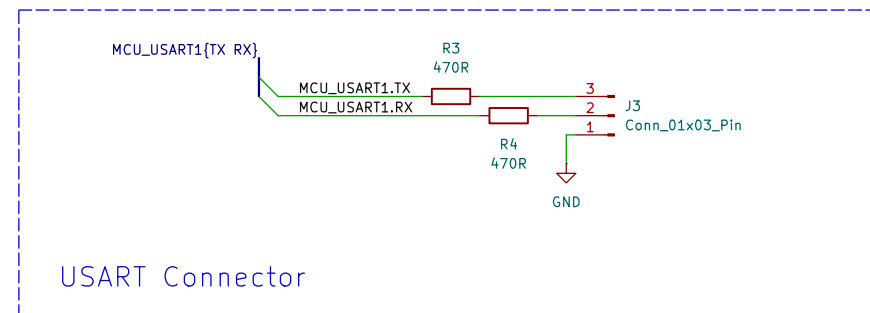 MCU_USART1{TX RX}
R3
470R
MCU_USART1.TX
3
MCU_USART1.RX
2
J3
1
Conn_01x03_Pin
R4
470R
GND
USART Connector